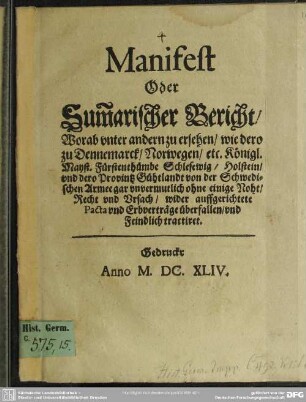 Manifest
Oder
Sum̃arischer Bericht/
Worab vnter andern zu ersehen/ wie dero
zu Dennemarck/ Norwegen/ etc. Königl.
Mayst. Fürstenthümde Schleßwig/ Holstein/
vnd dero Provintz Gühtlandt von der Schwedi-
schen Armee gar vnvermutlich ohne einige Noht/
Recht vnd Vrsach/ wider auffgerichtete
Pacta vnd Erbverträge überfallen/ vnd
Feindlich tractiret.
Gedruckt
Anno M. DC. XLIV.
Hist. Germ.
C. 575,15.